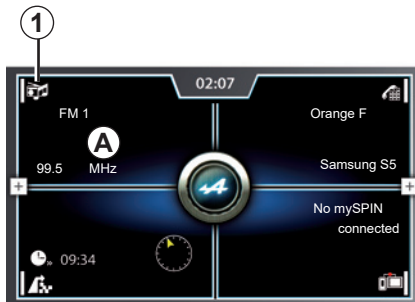 1
02:07
FM 1
Orange F
A
99.5 MHz
Samsung S5
No mySPIN
connected
09:34